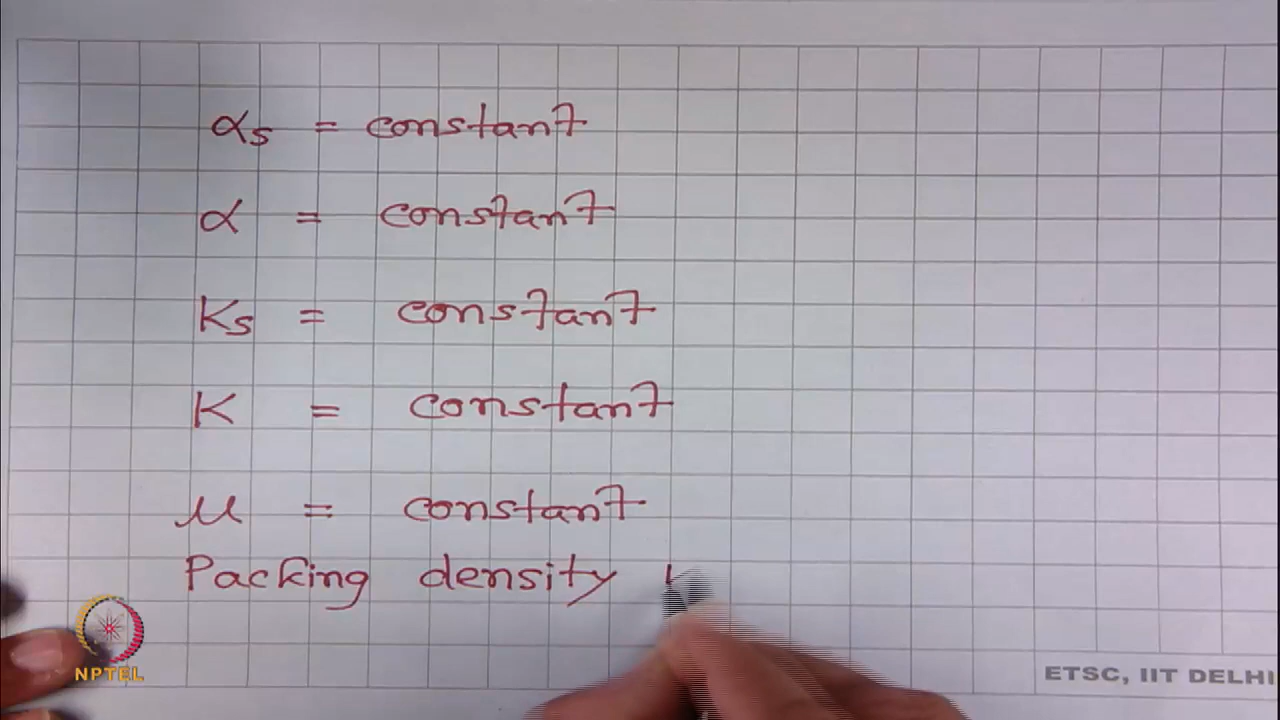 αs = constant
α = constant
Ks = constant
K = constant
μ = constant
Packing density
NPTEL
ETSC, IIT DELHI